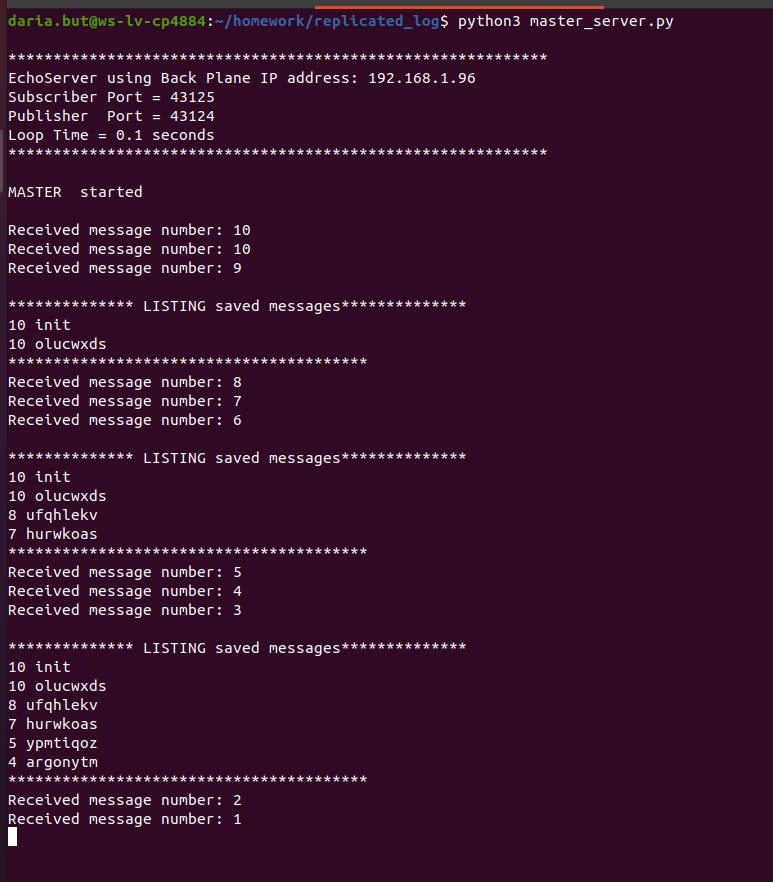 daria.but@ws-lv-cp4884:~/homework/replicated_log$ python3 master_server.py
************************************************************
EchoServer using Back Plane IP address: 192.168.1.96
Subscriber Port = 43125
Publisher  Port = 43124
Loop Time = 0.1 seconds
************************************************************
MASTER  started
Received message number: 10
Received message number: 10
Received message number: 9
************** LISTING saved messages**************
10 init
10 olucwxds
****************************************
Received message number: 8
Received message number: 7
Received message number: 6
************** LISTING saved messages**************
10 init
10 olucwxds
8 ufqhlekv
7 hurwkoas
****************************************
Received message number: 5
Received message number: 4
Received message number: 3
************** LISTING saved messages**************
10 init
10 olucwxds
8 ufqhlekv
7 hurwkoas
5 ypmtiqoz
4 argonytm
****************************************
Received message number: 2
Received message number: 1